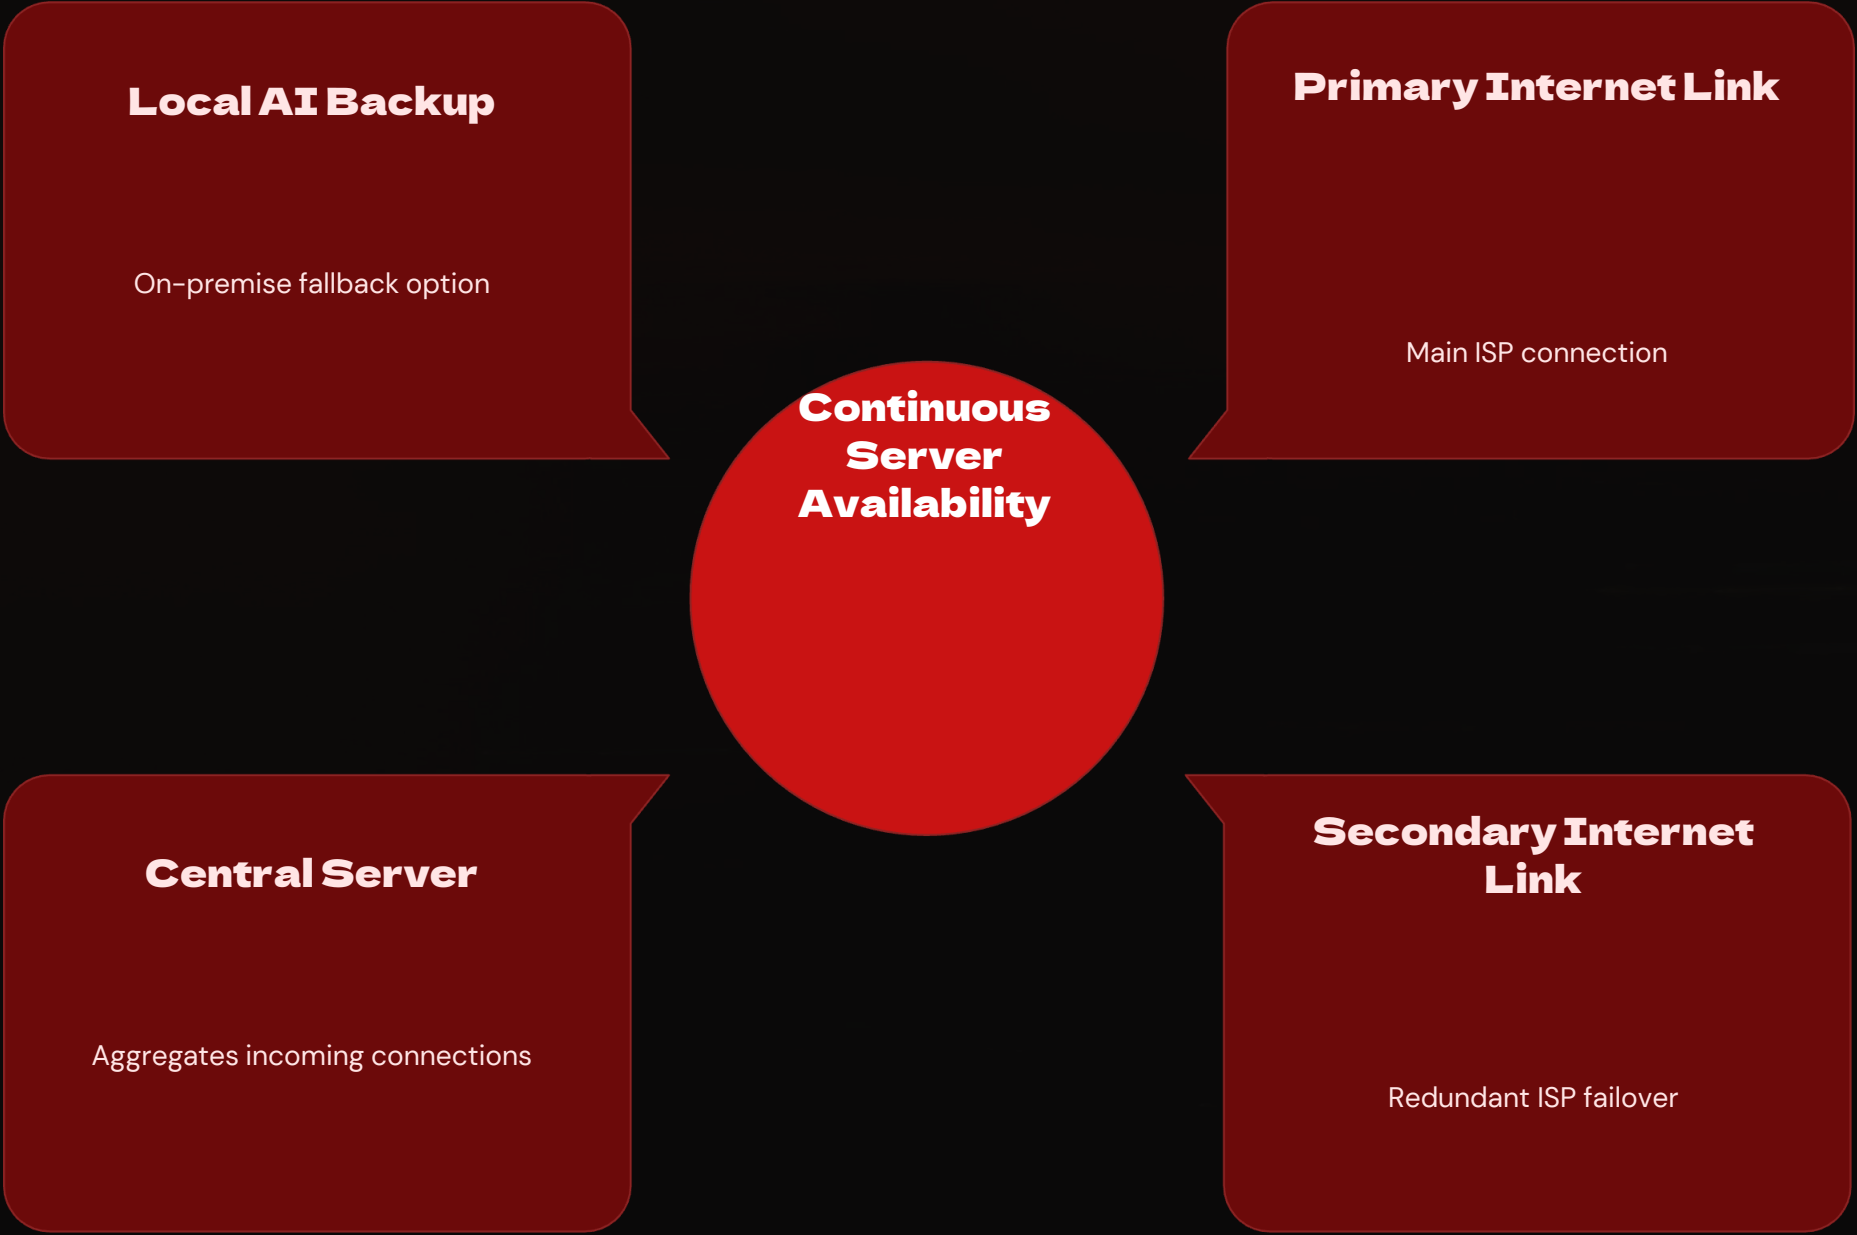 Local AI Backup
On-premise fallback option
Primary Internet Link
Main ISP connection
Continuous
Server
Availability
Central Server
Aggregates incoming connections
Secondary Internet
Link
Redundant ISP failover